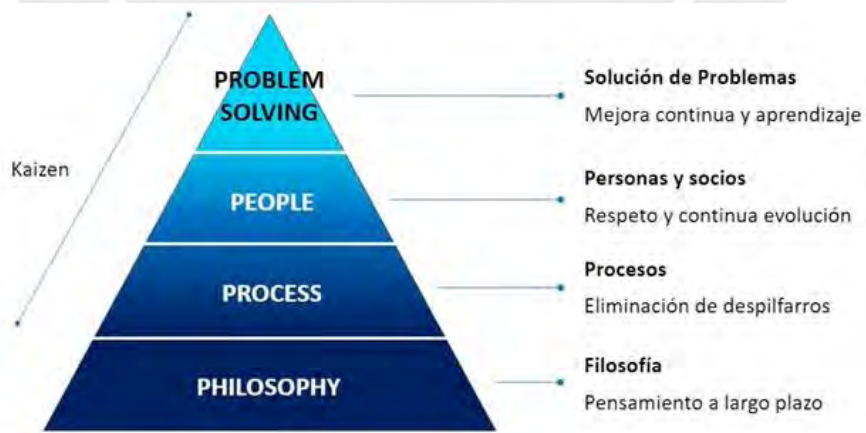 PROBLEM
SOLVING
Solución de Problemas
Mejora continua y aprendizaje
Kaizen
PEOPLE
Personas y socios
Respeto y continua evolución
PROCESS
Procesos
Eliminación de despilfarros
PHILOSOPHY
Filosofía
Pensamiento a largo plazo